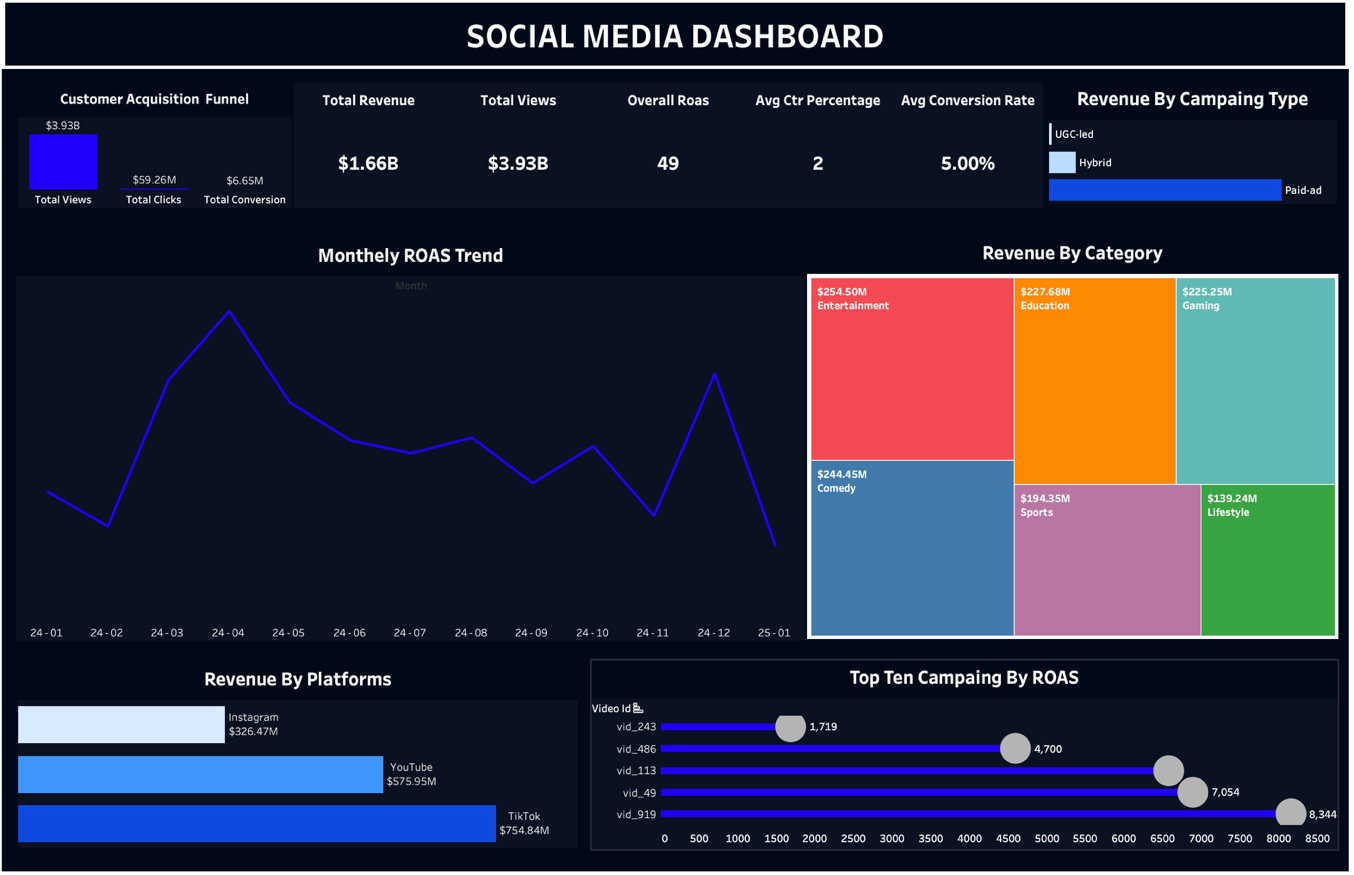 SOCIAL MEDIA DASHBOARD
Customer Acquisition Funnel
$3.93B
$59.26M
$6.65M
Total Views
Total Clicks
Total Conversion
Total Revenue
Total Views
Overall Roas
Avg Ctr Percentage
Avg Conversion Rate
$1.66B
$3.93B
49
2
5.00%
Revenue By Campaing Type
UGC-led
Hybrid
Paid-ad
Monthely ROAS Trend
Month
24 - 01
24 - 02
24 - 03
24 - 04
24 - 05
24 - 06
24 - 07
24 - 08
24 - 09
24 - 10
24 - 11
24 - 12
25 - 01
Revenue By Category
$254.50M
Entertainment
$227.68M
Education
$225.25M
Gaming
$244.45M
Comedy
$194.35M
Sports
$139.24M
Lifestyle
Revenue By Platforms
Instagram
$326.47M
YouTube
$575.95M
TikTok
$754.84M
Top Ten Campaing By ROAS
Video Id
vid_243
1,719
vid_486
4,700
vid_113
vid_49
7,054
vid_919
8,344
0
500
1000
1500
2000
2500
3000
3500
4000
4500
5000
5500
6000
6500
7000
7500
8000
8500